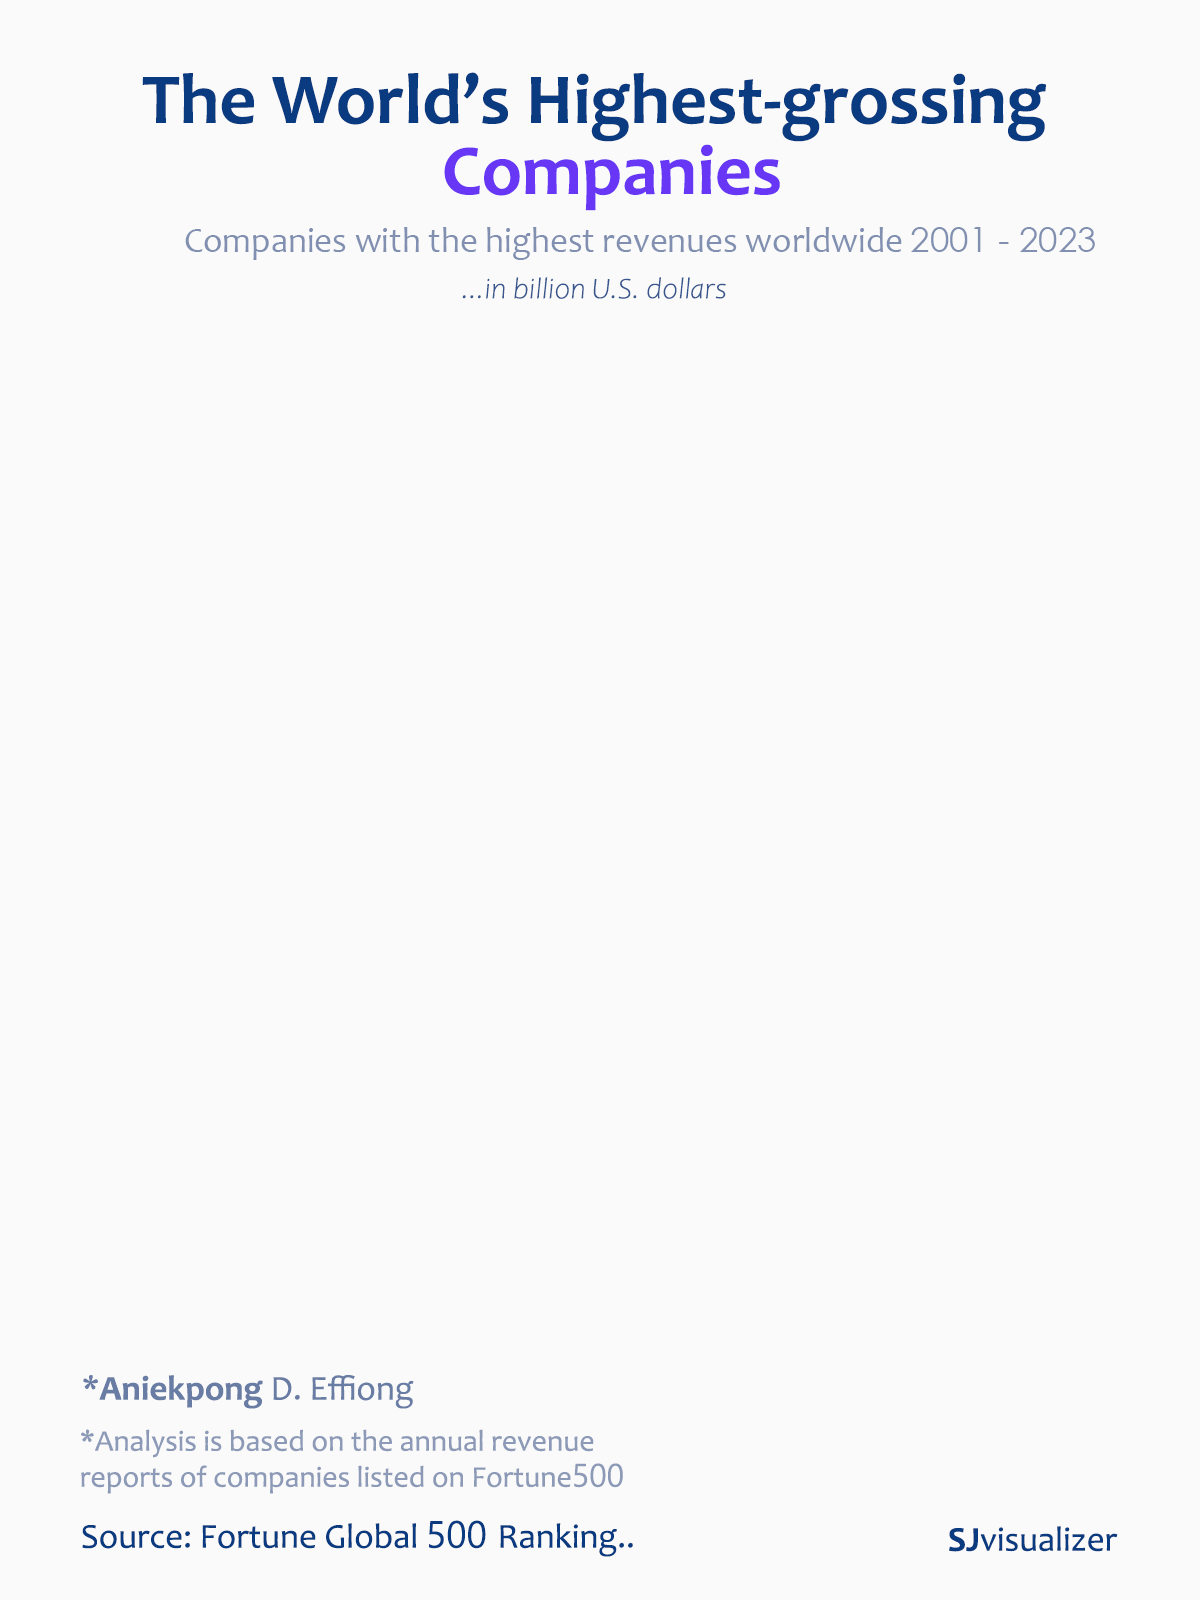 The World’s Highest-grossing
Companies
Companies with the highest revenues worldwide 2001 - 2023
...in billion U.S. dollars
*Aniekpong D. Effiong
*Analysis is based on the annual revenue
reports of companies listed on Fortune500
Source: Fortune Global 500 Ranking..
SJvisualizer